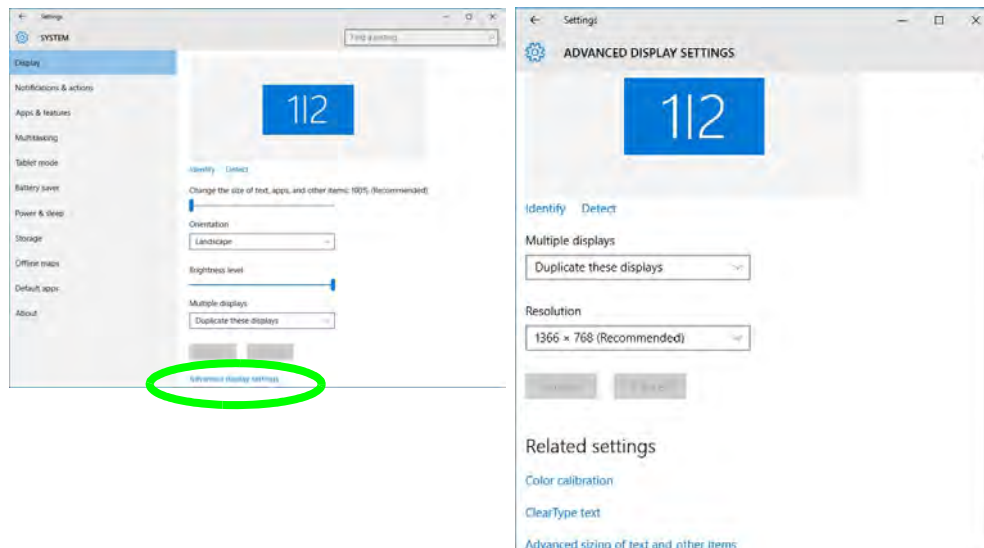 Settings
SYSTEM
Find a setting
Display
Notifications & actions
Apps & features
Multitasking
Tablet mode
Battery saver
Power & sleep
Storage
Offline maps
Default apps
About
1|2
Identify Detect
Change the size of text, apps, and other items: 100% (Recommended)
Orientation
Landscape
Brightness level
Multiple displays
Duplicate these displays
Advanced display settings
Settings
ADVANCED DISPLAY SETTINGS
1|2
Identify Detect
Multiple displays
Duplicate these displays
Resolution
1366 × 768 (Recommended)
Related settings
Color calibration
ClearType text
Advanced sizing of text and other items